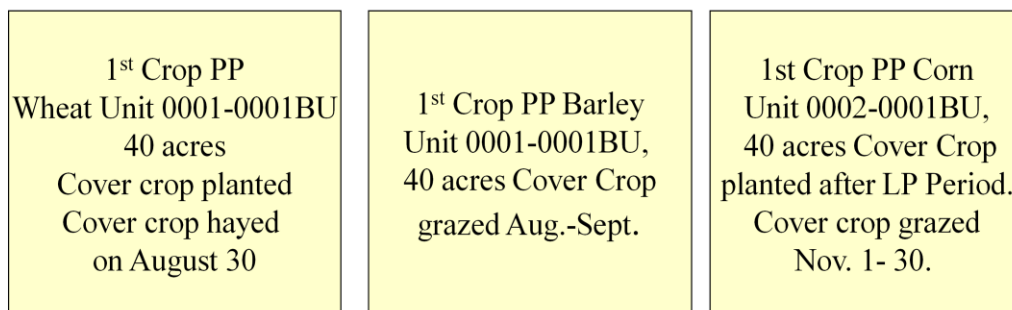 1st Crop PP
Wheat Unit 0001-0001BU
40 acres
Cover crop planted
Cover crop hayed
on August 30
1st Crop PP Barley
Unit 0001-0001BU,
40 acres Cover Crop
grazed Aug.-Sept.
1st Crop PP Corn
Unit 0002-0001BU,
40 acres Cover Crop
planted after LP Period.
Cover crop grazed
Nov. 1- 30.